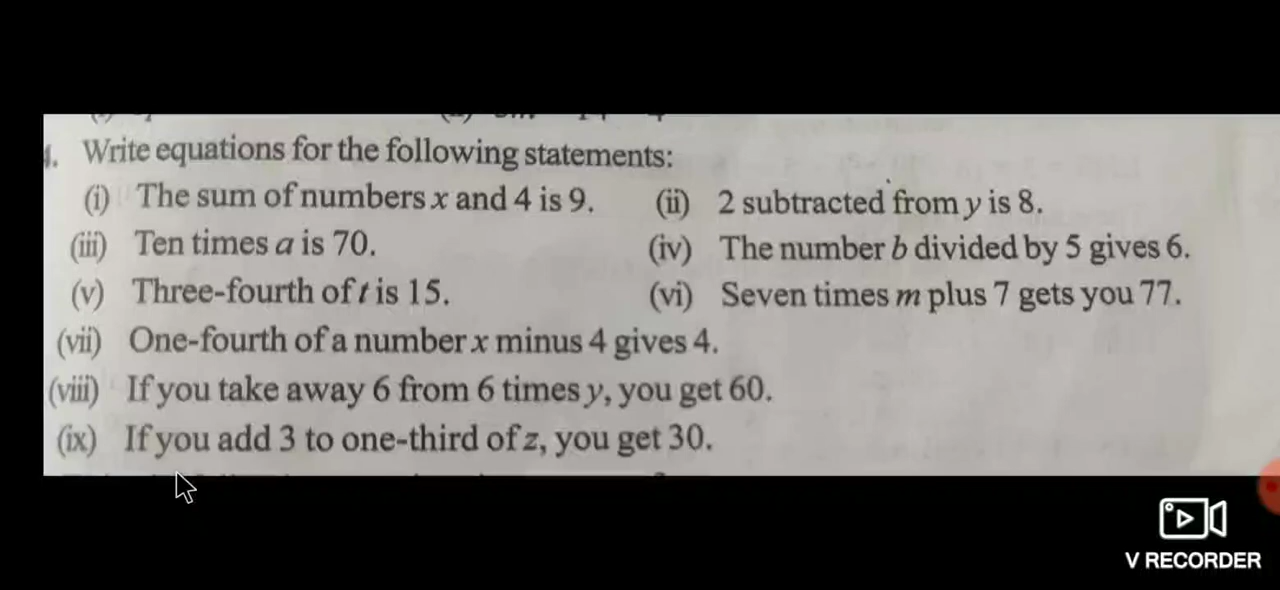 4. Write equations for the following statements:
(i) The sum of numbers x and 4 is 9. (ii) 2 subtracted from y is 8.
(iii) Ten times a is 70. (iv) The number b divided by 5 gives 6.
(v) Three-fourth of t is 15. (vi) Seven times m plus 7 gets you 77.
(vii) One-fourth of a number x minus 4 gives 4.
(viii) If you take away 6 from 6 times y, you get 60.
(ix) If you add 3 to one-third of z, you get 30.
V RECORDER